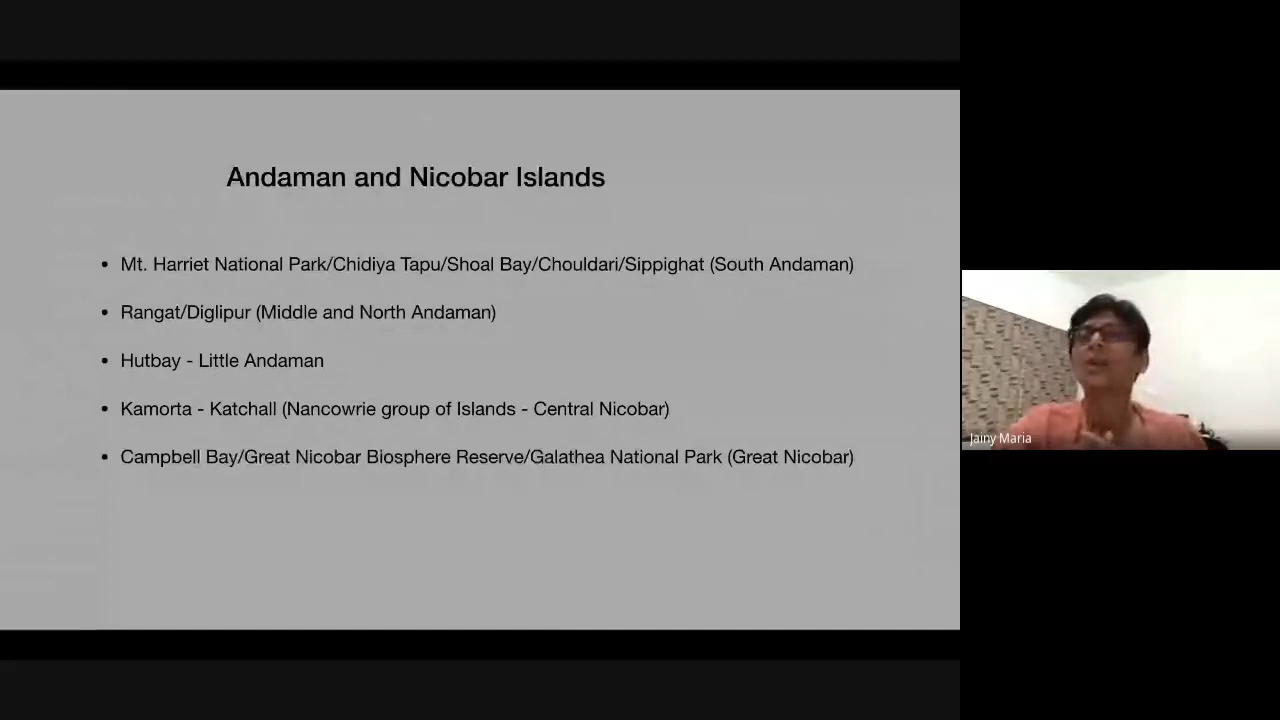 Andaman and Nicobar Islands
• Mt. Harriet National Park/Chidiya Tapu/Shoal Bay/Chouldari/Sippighat (South Andaman)
• Rangat/Diglipur (Middle and North Andaman)
• Hutbay - Little Andaman
• Kamorta - Katchall (Nancowrie group of Islands - Central Nicobar)
• Campbell Bay/Great Nicobar Biosphere Reserve/Galathea National Park (Great Nicobar)
Jainy Maria